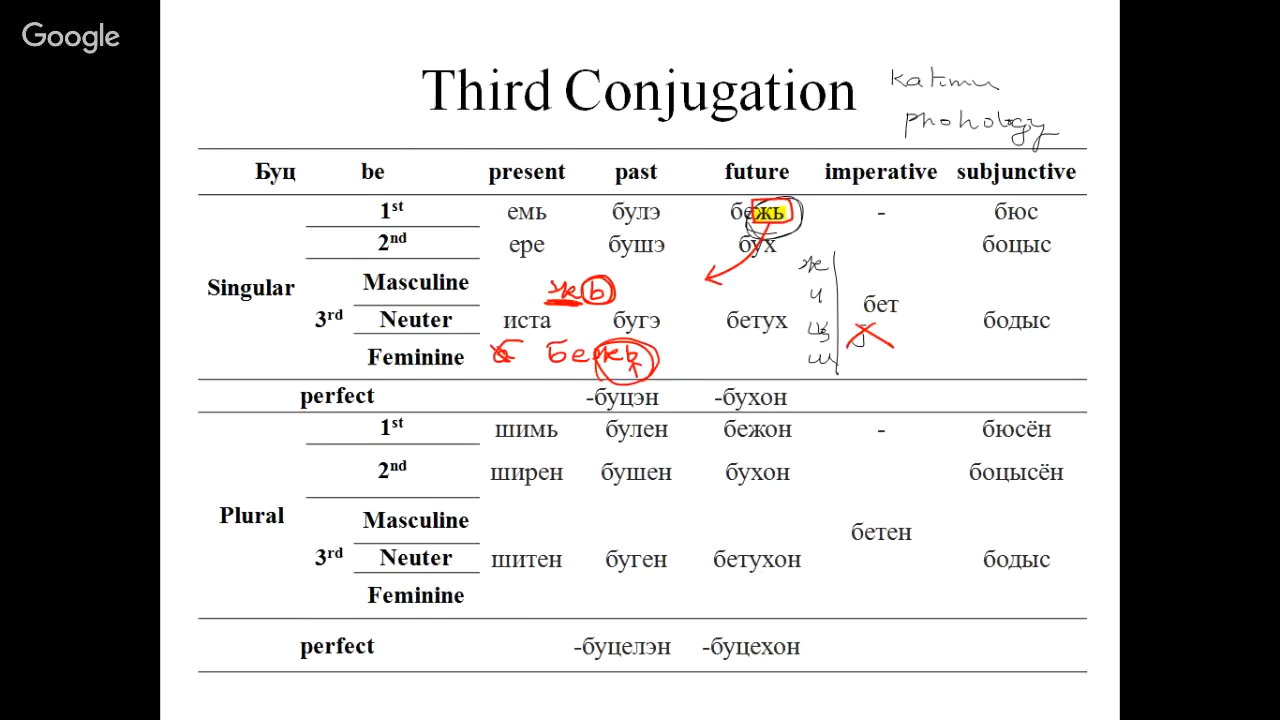 Google
Third Conjugation
phonology
Буц be present past future imperative subjunctive
1st емь булэ бежь - бюс
2nd ере бушэ бух боцыс
ж
Masculine
Singular жь ч бет
3rd Neuter иста бугэ бетух бодыс
Feminine бежь щ
perfect -буцэн -бухон
1st шимь булен бежон - бюсён
2nd ширен бушен бухон боцысён
Plural Masculine
бетен
3rd Neuter шитен буген бетухон бодыс
Feminine
perfect -буцелэн -буцехон